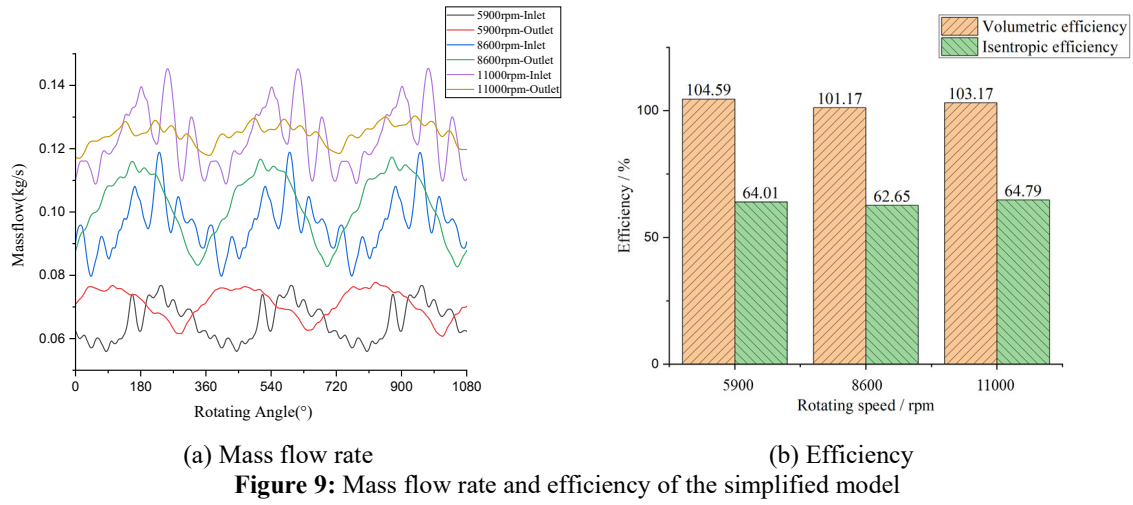 5900rpm-Inlet
5900rpm-Outlet
8600rpm-Inlet
8600rpm-Outlet
11000rpm-Inlet
11000rpm-Outlet
0.14
0.12
0.10
0.08
0.06
Massflow(kg/s)
0 180 360 540 720 900 1080
Rotating Angle(°)
(a) Mass flow rate
Volumetric efficiency
Isentropic efficiency
104.59 101.17 103.17
64.01 62.65 64.79
100
50
0
Efficiency / %
5900 8600 11000
Rotating speed / rpm
(b) Efficiency
Figure 9: Mass flow rate and efficiency of the simplified model